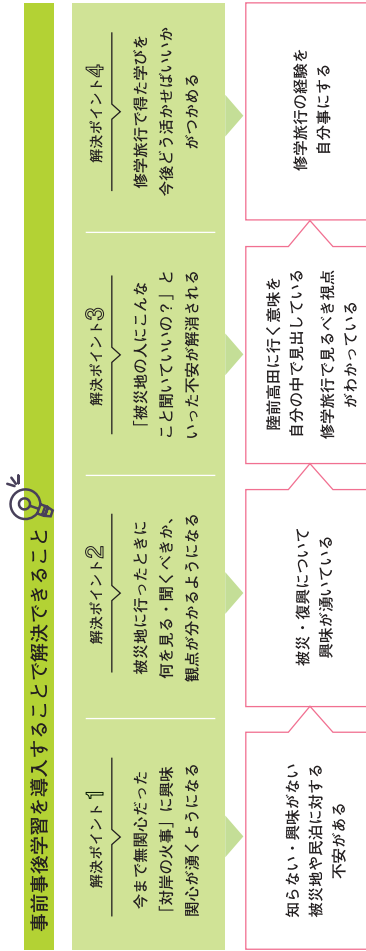 事前事後学習を導入することで解決できること
解決ポイント1
今まで無関心だった
「対岸の火事」に興味
関心が湧くようになる
知らない・興味がない
被災地や民泊に対する
不安がある
解決ポイント2
被災地に行ったときに
何を見る・聞くべきか、
観点が分かるようになる
被災・復興について
興味が湧いている
解決ポイント3
「被災地の人にこんな
こと聞いていいの？」と
いった不安が解消される
陸前高田に行く意味を
自分の中で見出している
修学旅行で見るべき視点
がわかっている
解決ポイント4
修学旅行で得た学びを
今後どう活かせばいいか
がつかめる
修学旅行の経験を
自分事にする